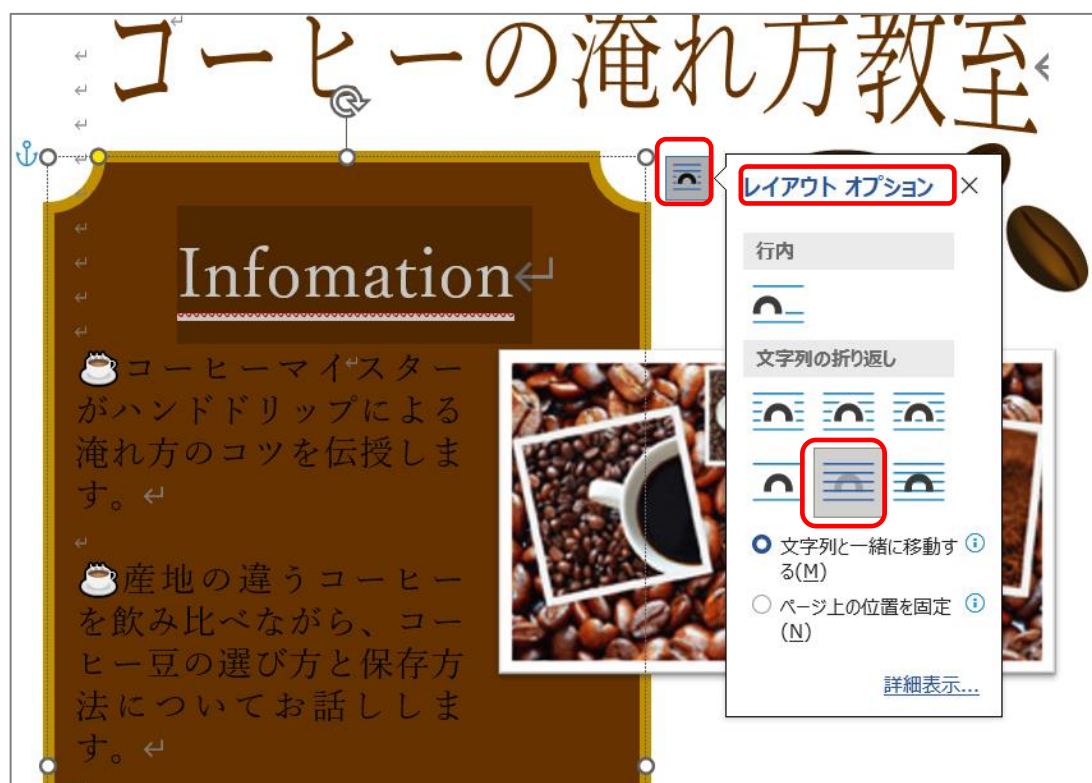 コーヒーの淹れ方教室
レイアウト オプション
行内
Infomation
文字列の折り返し
コーヒーマイスター
がハンドドリップによる
淹れ方のコツを伝授しま
す。
文字列と一緒に移動す
る(M)
ページ上の位置を固定
(N)
詳細表示...
産地の違うコーヒー
を飲み比べながら、コー
ヒー豆の選び方と保存方
法についてお話ししま
す。